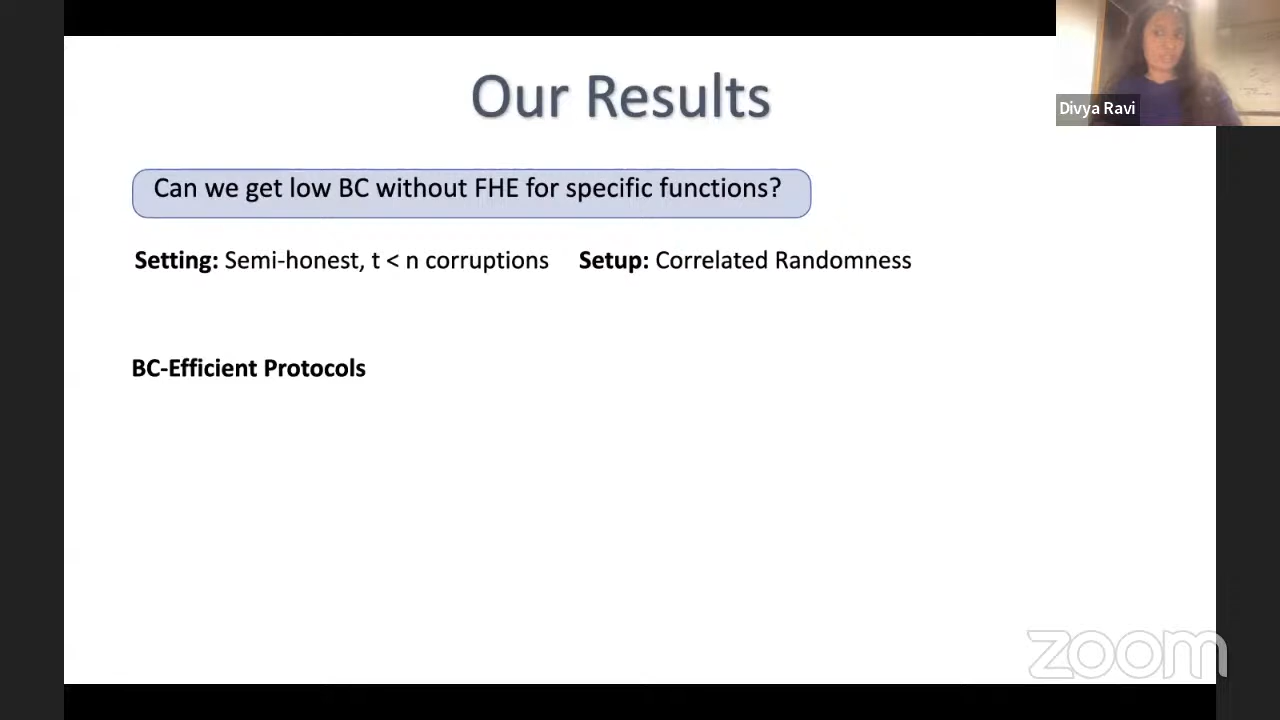 Our Results
Divya Ravi
Can we get low BC without FHE for specific functions?
Setting: Semi-honest, t < n corruptions Setup: Correlated Randomness
BC-Efficient Protocols
zoom